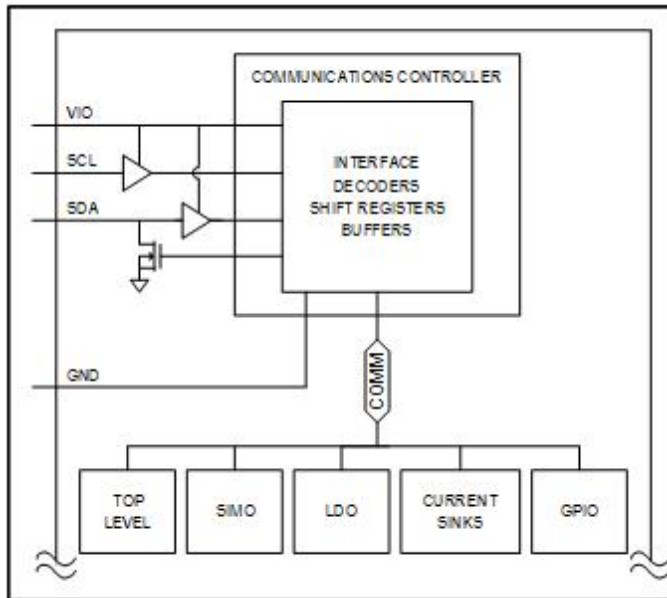 COMMUNICATIONS CONTROLLER
VIO
SCL
SDA
INTERFACE
DECODERS
SHIFT REGISTERS
BUFFERS
GND
COMM
TOP
LEVEL
SIMO
LDO
CURRENT
SINKS
GPIO